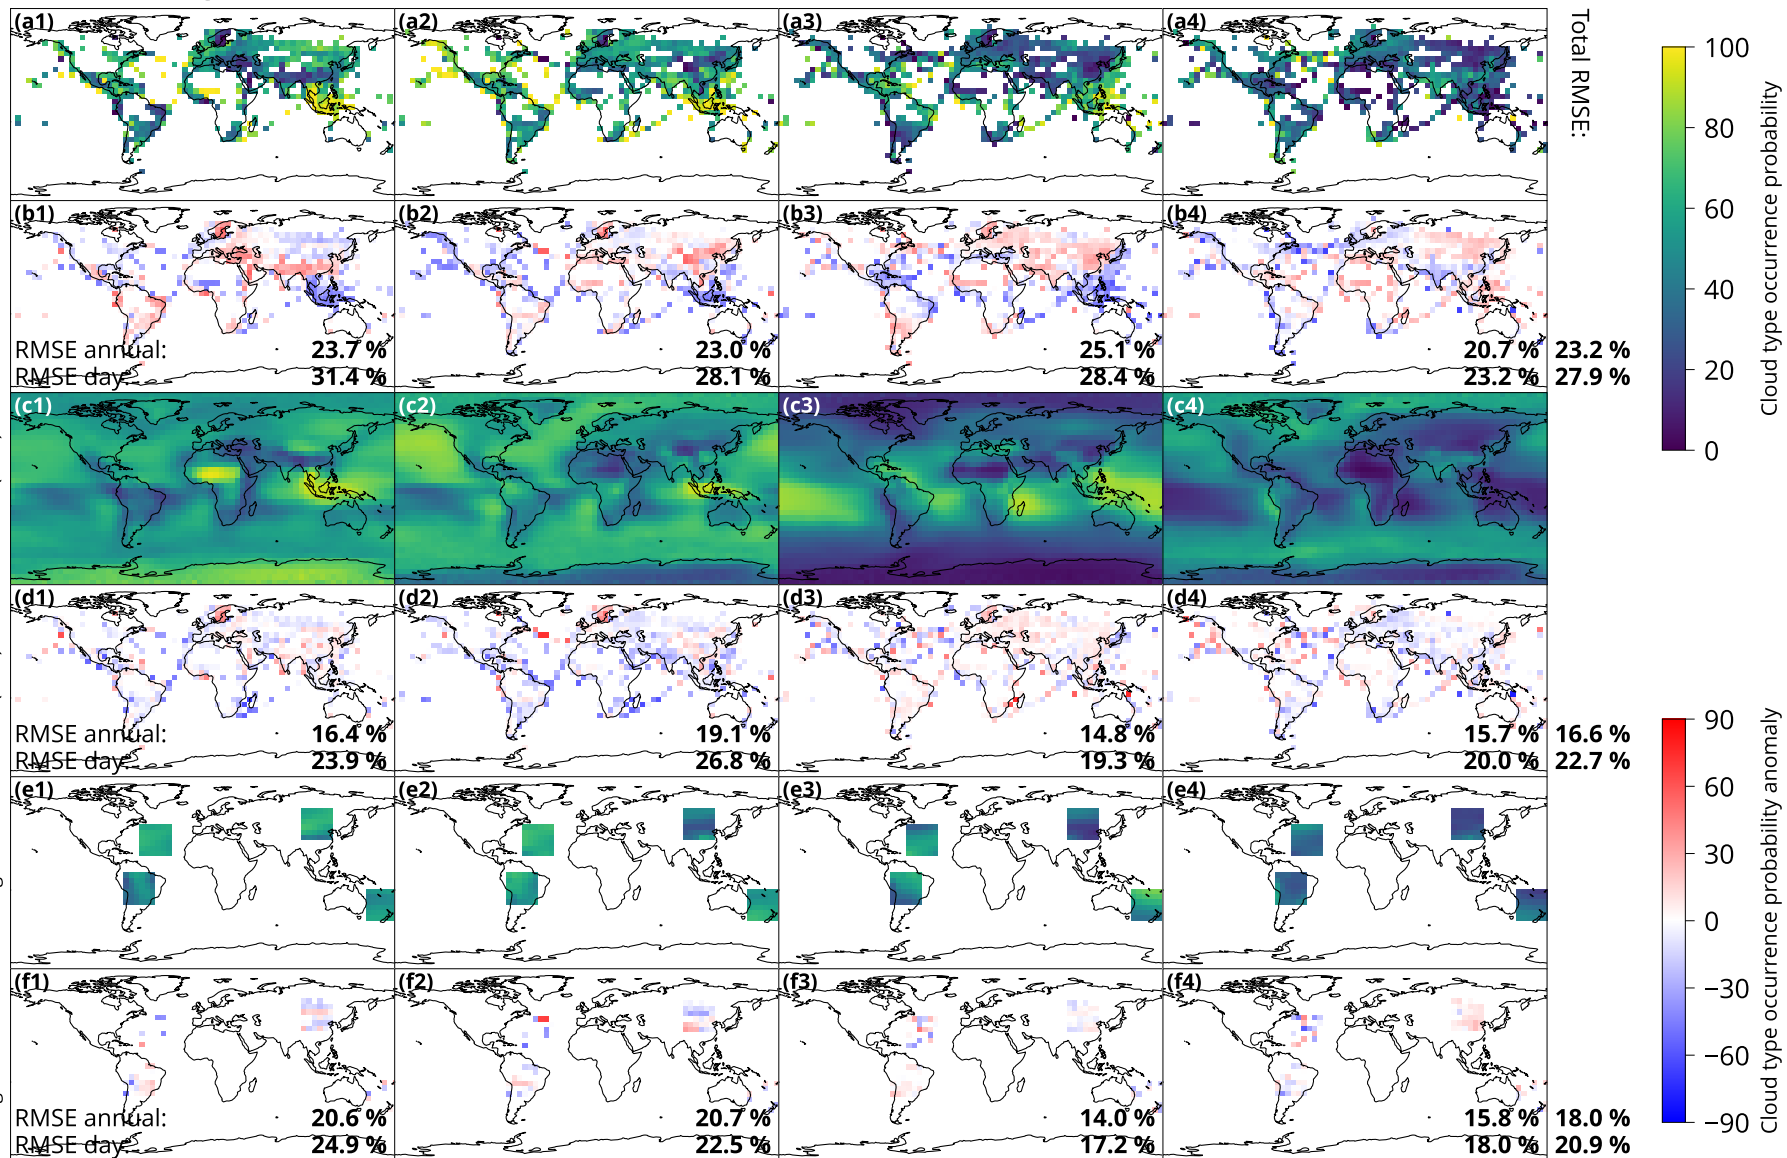 (a1) (a2) (a3) (a4)
Total RMSE:
(b1) (b2) (b3) (b4)
RMSE annual: 23.7 % 23.0 % 25.1 % 20.7 % 23.2 %
RMSE day: 31.4 % 28.1 % 28.4 % 23.2 % 27.9 %
(c1) (c2) (c3) (c4)
(d1) (d2) (d3) (d4)
RMSE annual: 16.4 % 19.1 % 14.8 % 15.7 % 16.6 %
RMSE day: 23.9 % 26.8 % 19.3 % 20.0 % 22.7 %
(e1) (e2) (e3) (e4)
(f1) (f2) (f3) (f4)
RMSE annual: 20.6 % 20.7 % 14.0 % 15.8 % 18.0 %
RMSE day: 24.9 % 22.5 % 17.2 % 18.0 % 20.9 %
100
80
60
40
20
0
Cloud type occurrence probability
90
60
30
0
−30
−60
−90
Cloud type occurrence probability anomaly